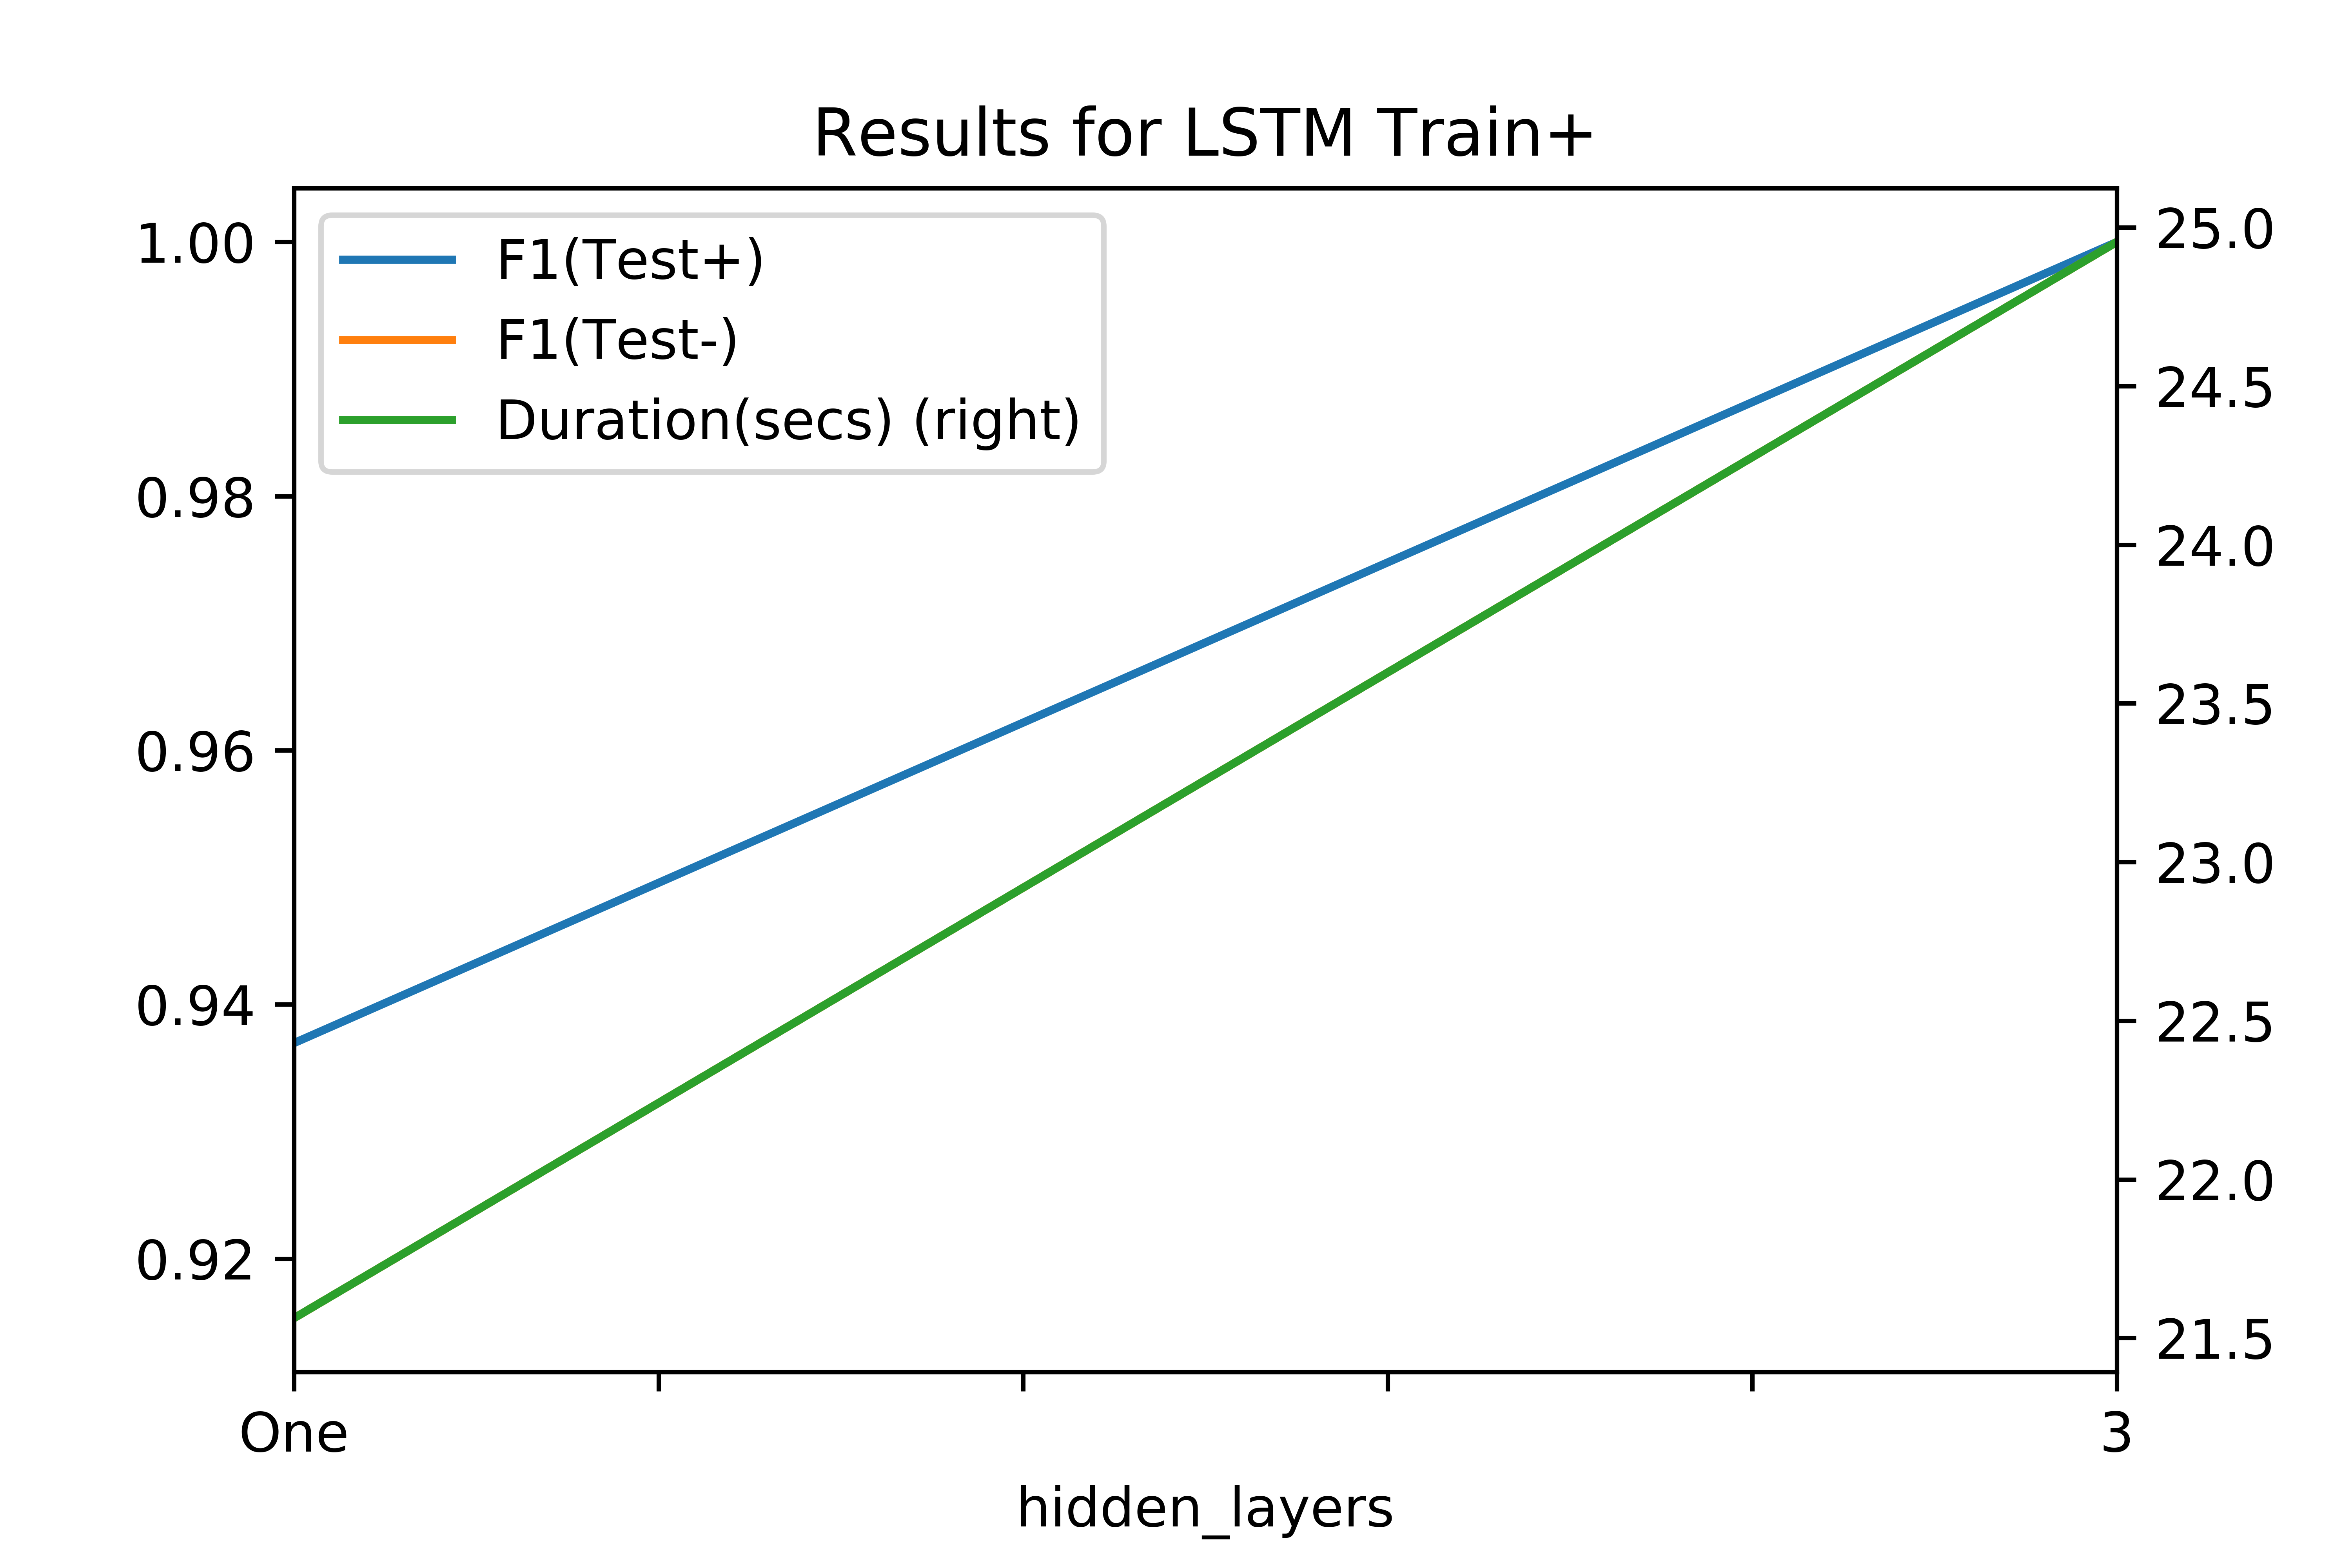 Results for LSTM Train+
1.00
0.98
0.96
0.94
0.92
F1(Test+)
F1(Test-)
Duration(secs) (right)
25.0
24.5
24.0
23.5
23.0
22.5
22.0
21.5
One
3
hidden_layers